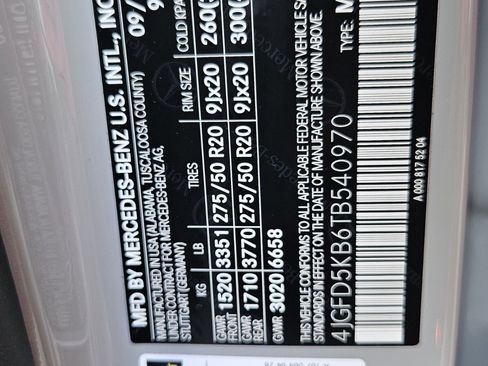 MFD BY MERCEDES-BENZ U.S. INTL., INC.
MANUFACTURED IN USA (ALABAMA, TUSCALOOSA COUNTY)
UNDER CONTRACT FOR MERCEDES-BENZ AG,
STUTTGART (GERMANY)
09/
KG LB TIRES RIM SIZE COLD KPA
GAWR FRONT 1520 3351 275/50 R20 9Jx20 260(
GAWR REAR 1710 3770 275/50 R20 9Jx20 300(
GVWR 3020 6658
THIS VEHICLE CONFORMS TO ALL APPLICABLE FEDERAL MOTOR VEHICLE SA
IN EFFECT ON THE DATE OF MANUFACTURE SHOWN ABOVE.
4JGFD5KB6TB540970 TYPE: M
A 000 817 52 04